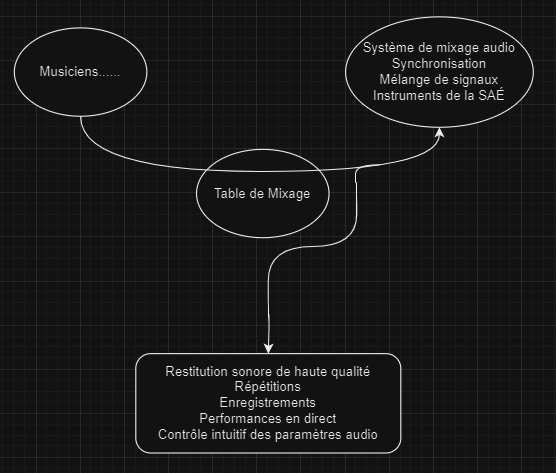 Musiciens......
Système de mixage audio
Synchronisation
Mélange de signaux
Instruments de la SAÉ
Table de Mixage
Restitution sonore de haute qualité
Répétitions
Enregistrements
Performances en direct
Contrôle intuitif des paramètres audio